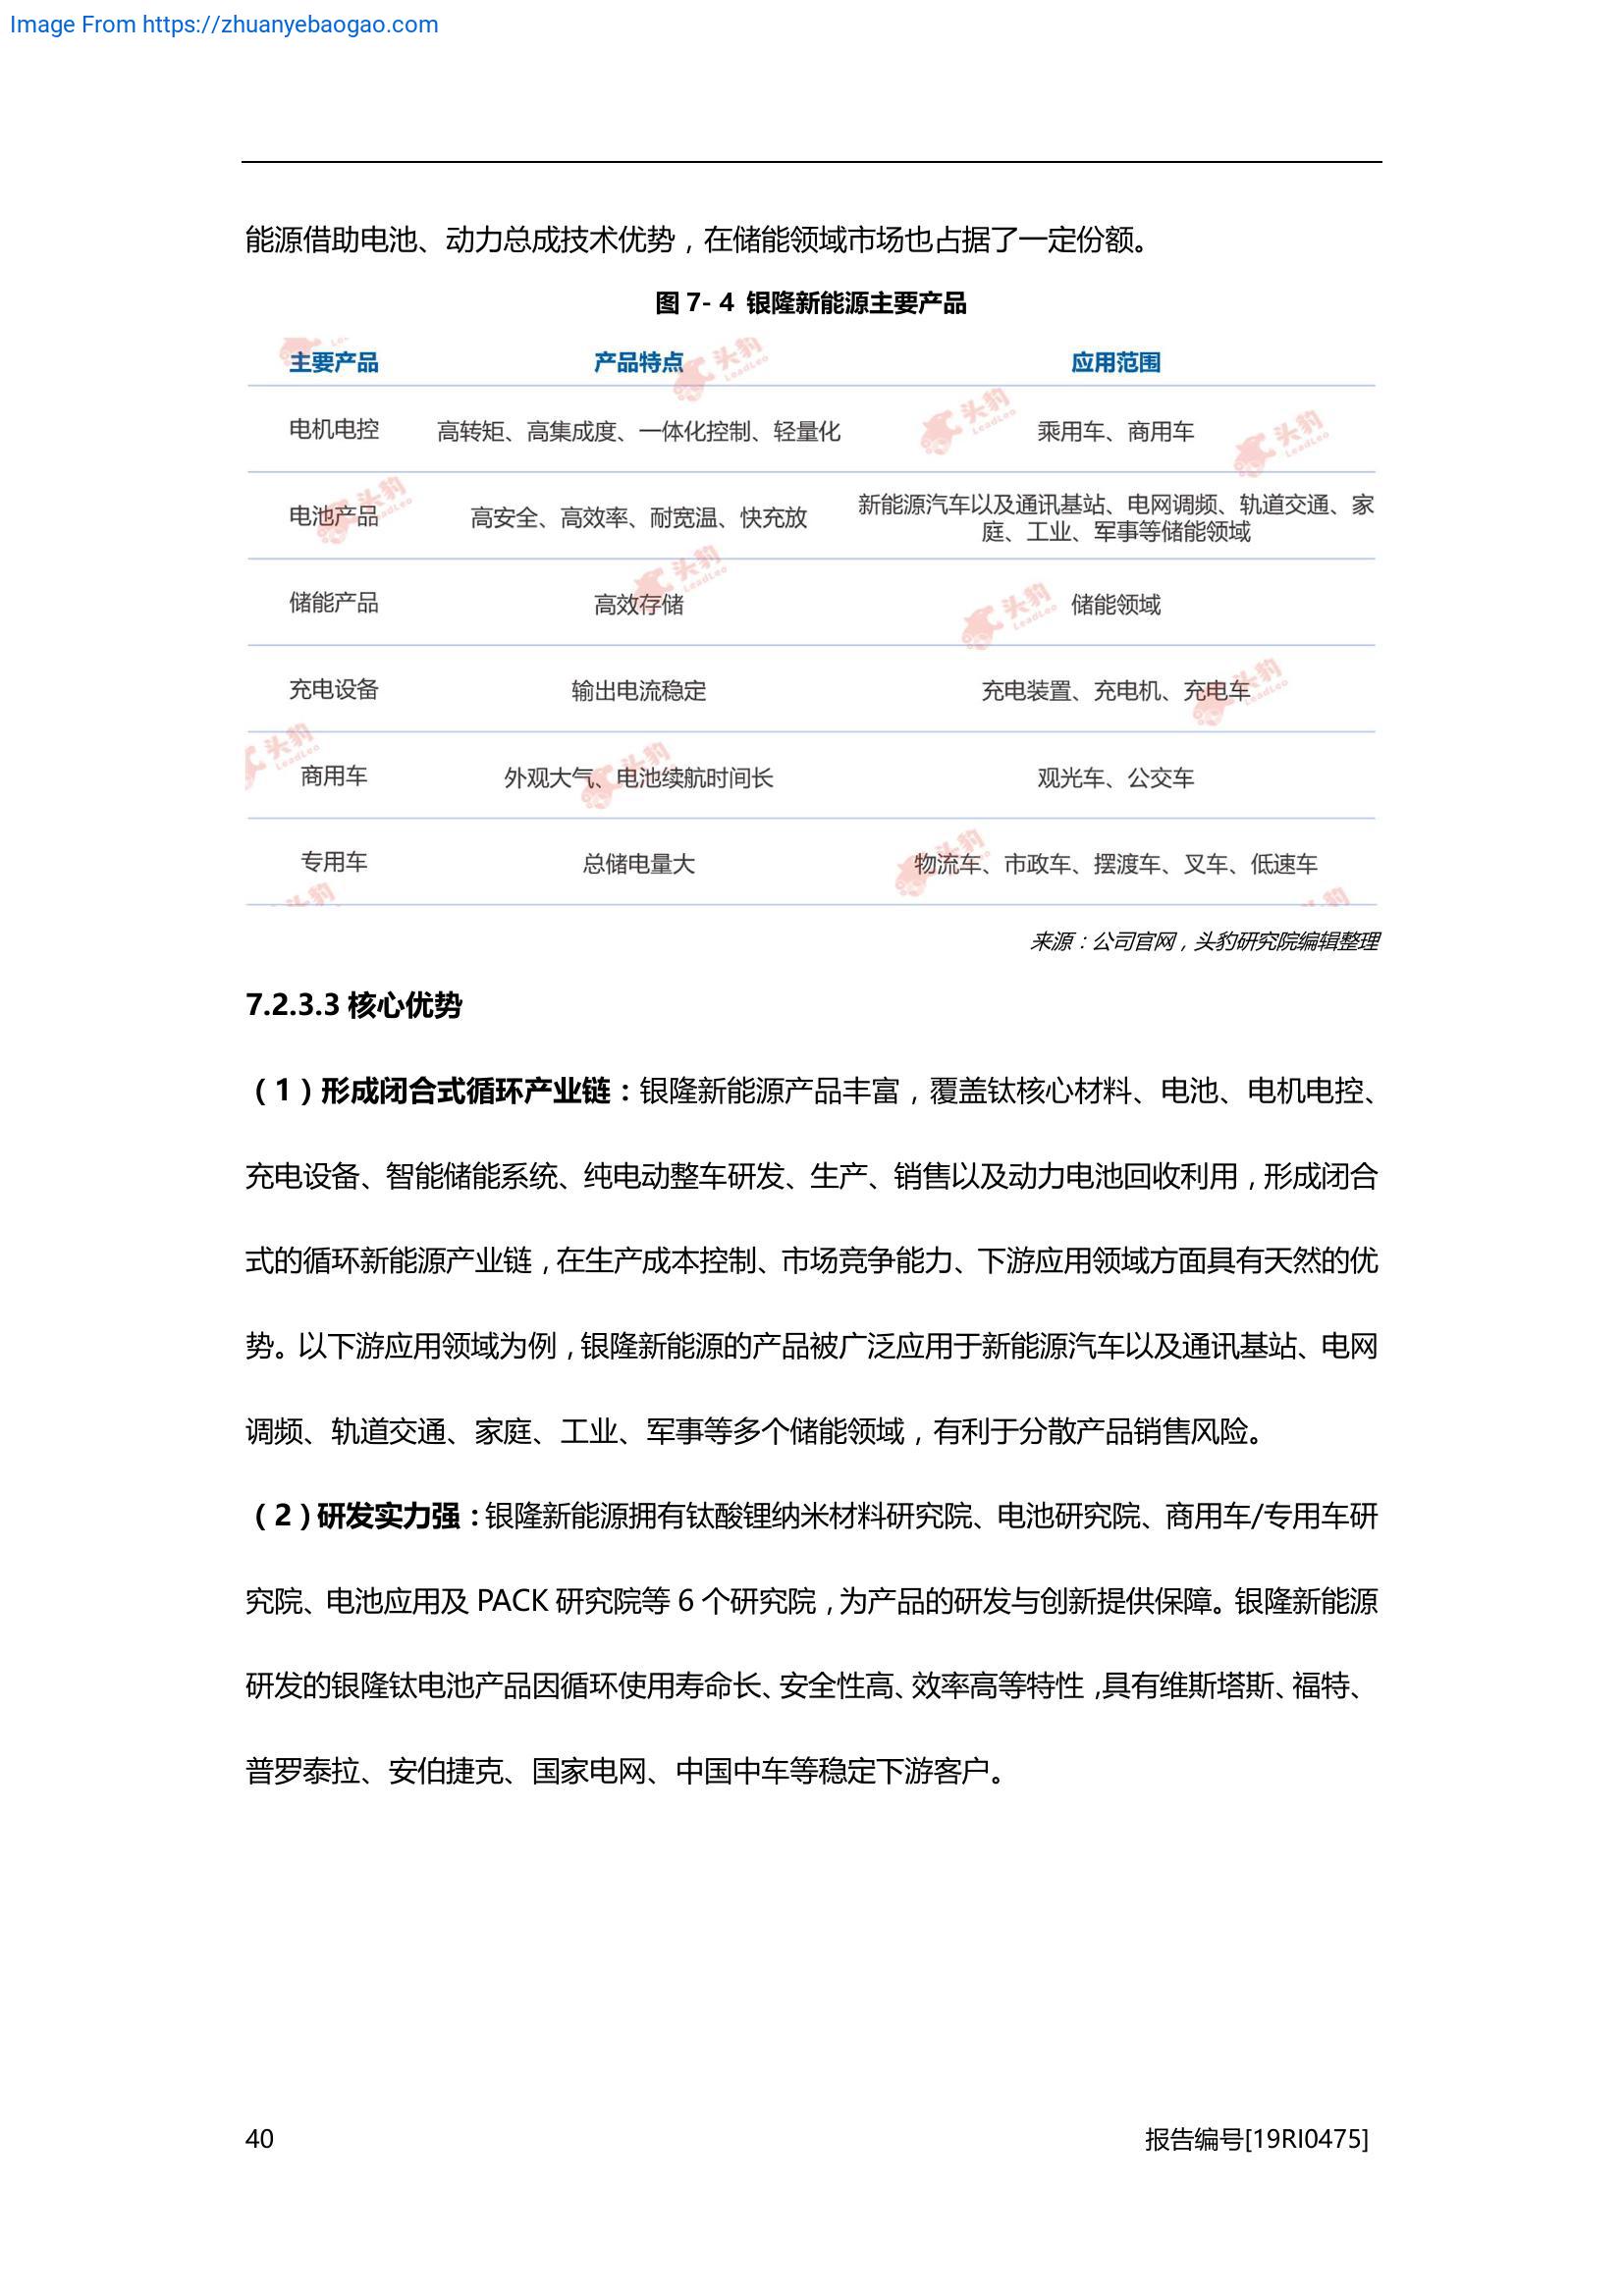 Image From https://zhuanyebaogao.com
能源借助电池、动力总成技术优势，在储能领域市场也占据了一定份额。
图 7- 4 银隆新能源主要产品
主要产品 产品特点 应用范围
电机电控 高转矩、高集成度、一体化控制、轻量化 乘用车、商用车
电池产品 高安全、高效率、耐宽温、快充放 新能源汽车以及通讯基站、电网调频、轨道交通、家
庭、工业、军事等储能领域
储能产品 高效存储 储能领域
充电设备 输出电流稳定 充电装置、充电机、充电车
商用车 外观大气、电池续航时间长 观光车、公交车
专用车 总储电量大 物流车、市政车、摆渡车、叉车、低速车
头豹
LeadLeo
来源：公司官网，头豹研究院编辑整理
7.2.3.3 核心优势
（1）形成闭合式循环产业链：银隆新能源产品丰富，覆盖钛核心材料、电池、电机电控、
充电设备、智能储能系统、纯电动整车研发、生产、销售以及动力电池回收利用，形成闭合
式的循环新能源产业链，在生产成本控制、市场竞争能力、下游应用领域方面具有天然的优
势。以下游应用领域为例，银隆新能源的产品被广泛应用于新能源汽车以及通讯基站、电网
调频、轨道交通、家庭、工业、军事等多个储能领域，有利于分散产品销售风险。
（2）研发实力强：银隆新能源拥有钛酸锂纳米材料研究院、电池研究院、商用车/专用车研
究院、电池应用及 PACK 研究院等 6 个研究院，为产品的研发与创新提供保障。银隆新能源
研发的银隆钛电池产品因循环使用寿命长、安全性高、效率高等特性，具有维斯塔斯、福特、
普罗泰拉、安伯捷克、国家电网、中国中车等稳定下游客户。
40 报告编号[19RI0475]